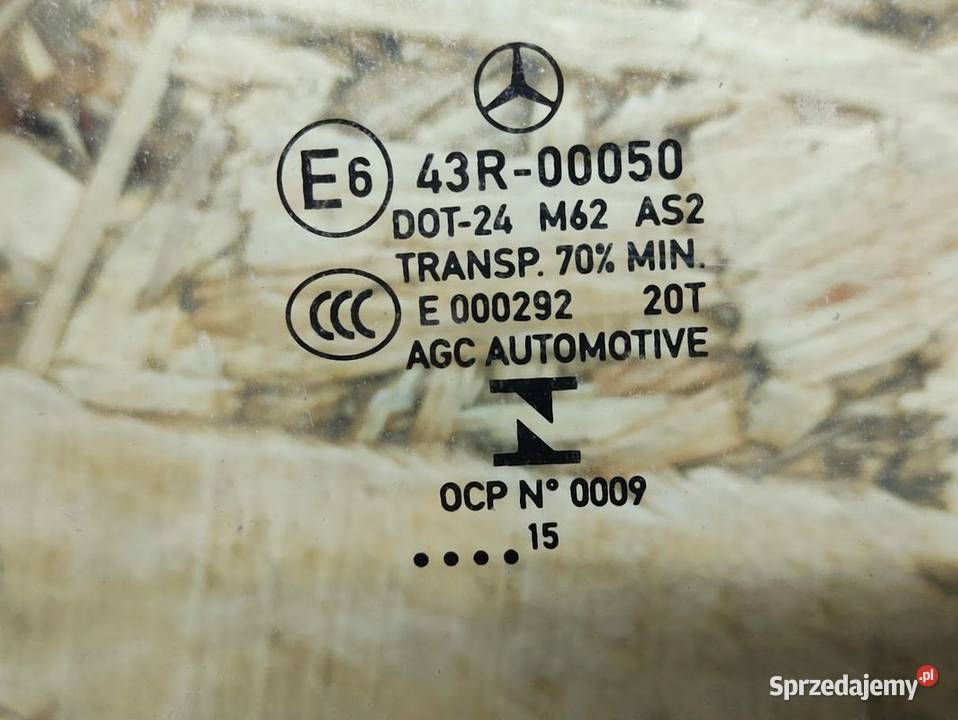 E6 43R-00050
DOT-24 M62 AS2
TRANSP. 70% MIN.
CCC E 000292 20T
AGC AUTOMOTIVE
OCP N° 0009
.... 15
Sprzedajemy.pl